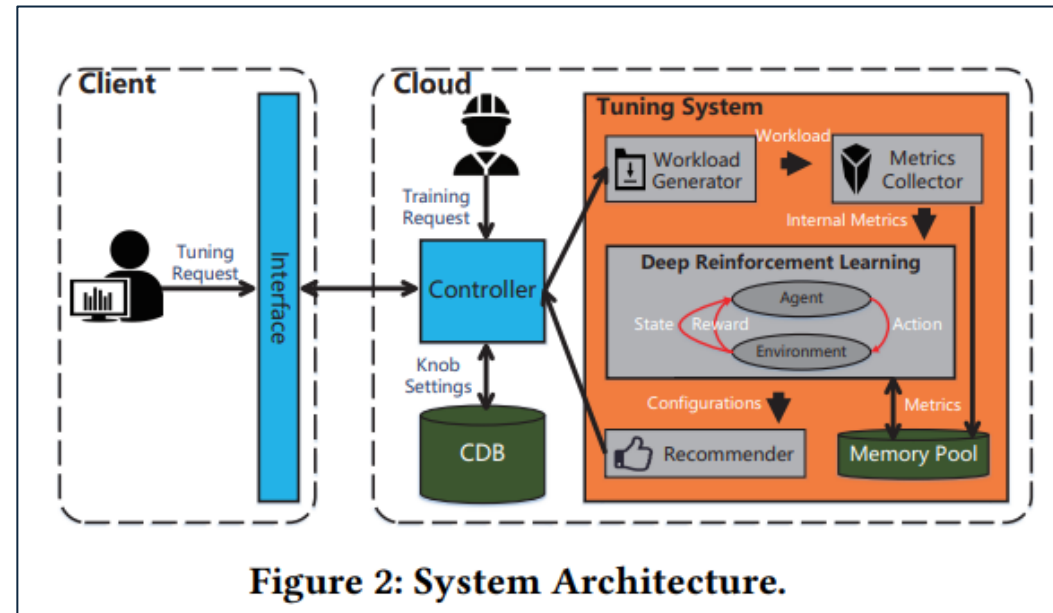 Client
Cloud
Tuning System
Workload
Workload
Generator
Metrics
Collector
Training
Request
Internal Metrics
Tuning
Request
Interface
Controller
Deep Reinforcement Learning
Agent
State
Reward
Action
Environment
Knob
Settings
Configurations
Metrics
CDB
Recommender
Memory Pool
Figure 2: System Architecture.